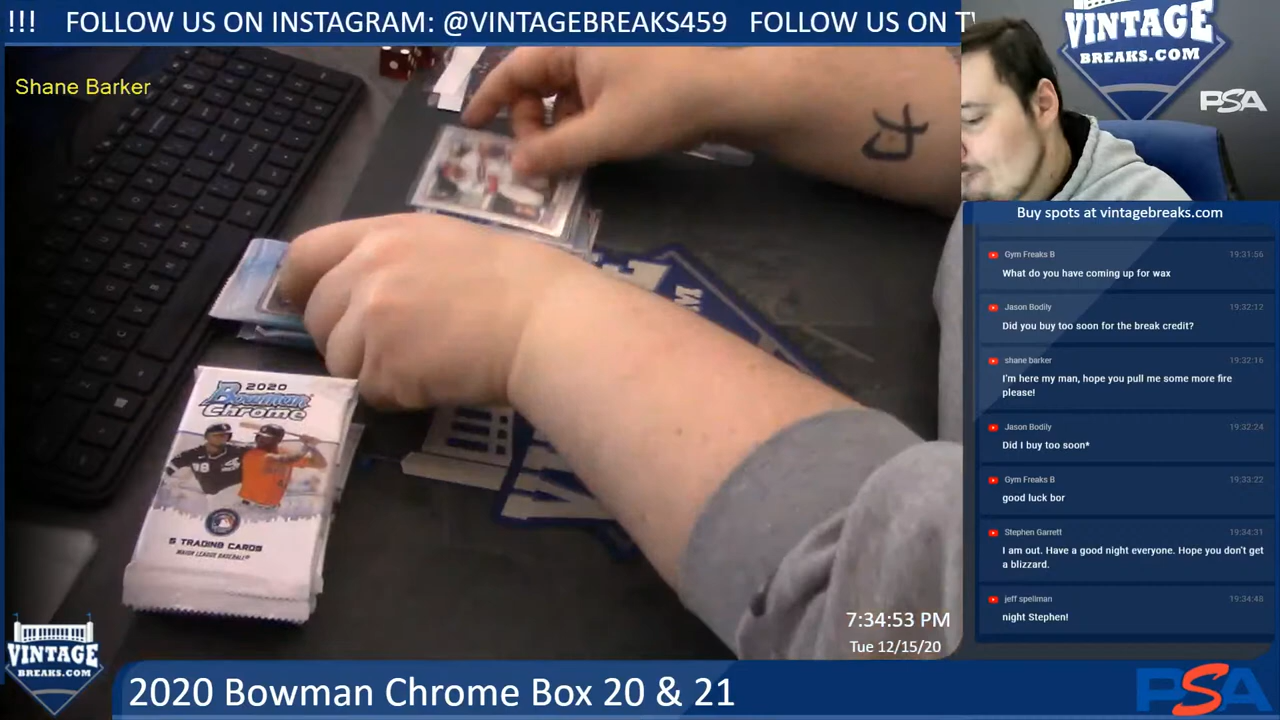 !!! FOLLOW US ON INSTAGRAM: @VINTAGEBREAKS459 FOLLOW US ON TW
Shane Barker
VINTAGE
BREAKS.COM
PSA
Buy spots at vintagebreaks.com
Gym Freaks B 19:31:56
What do you have coming up for wax
Jason Bodily 19:32:12
Did you buy too soon for the break credit?
shane barker 19:32:16
I'm here my man, hope you pull me some more fire
please!
Jason Bodily 19:32:24
Did I buy too soon*
Gym Freaks B 19:33:22
good luck bor
Stephen Garrett 19:34:31
I am out. Have a good night everyone. Hope you don't get
a blizzard.
jeff spellman 19:34:48
night Stephen!
2020
Bowman
Chrome
5 TRADING CARDS
MAJOR LEAGUE BASEBALL
力
7:34:53 PM
Tue 12/15/20
VINTAGE
BREAKS.COM
2020 Bowman Chrome Box 20 & 21
PSA